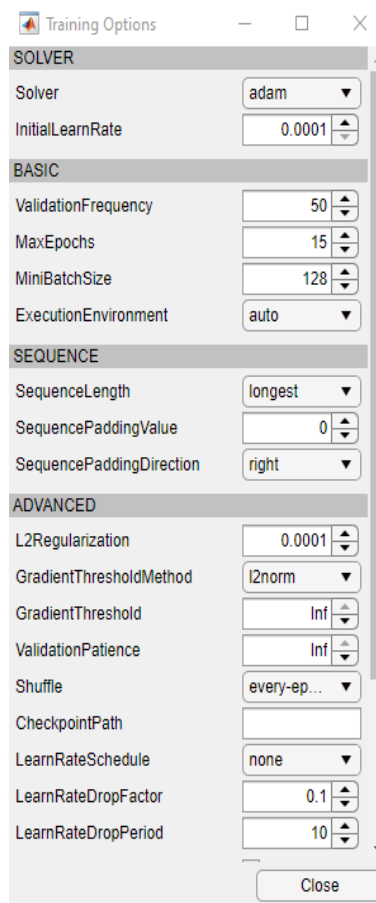 Training Options
SOLVER
Solver adam
InitialLearnRate 0.0001
BASIC
ValidationFrequency 50
MaxEpochs 15
MiniBatchSize 128
ExecutionEnvironment auto
SEQUENCE
SequenceLength longest
SequencePaddingValue 0
SequencePaddingDirection right
ADVANCED
L2Regularization 0.0001
GradientThresholdMethod l2norm
GradientThreshold Inf
ValidationPatience Inf
Shuffle every-ep...
CheckpointPath
LearnRateSchedule none
LearnRateDropFactor 0.1
LearnRateDropPeriod 10
Close